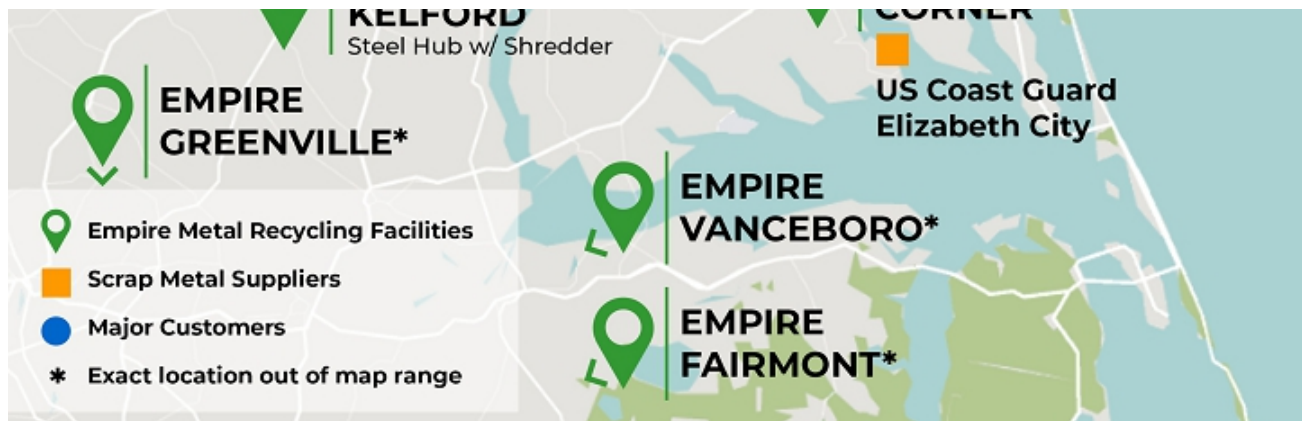 KELFORD
Steel Hub w/ Shredder
CORNER
US Coast Guard
Elizabeth City
EMPIRE
GREENVILLE*
EMPIRE
VANCEBORO*
EMPIRE
FAIRMONT*
Empire Metal Recycling Facilities
Scrap Metal Suppliers
Major Customers
* Exact location out of map range